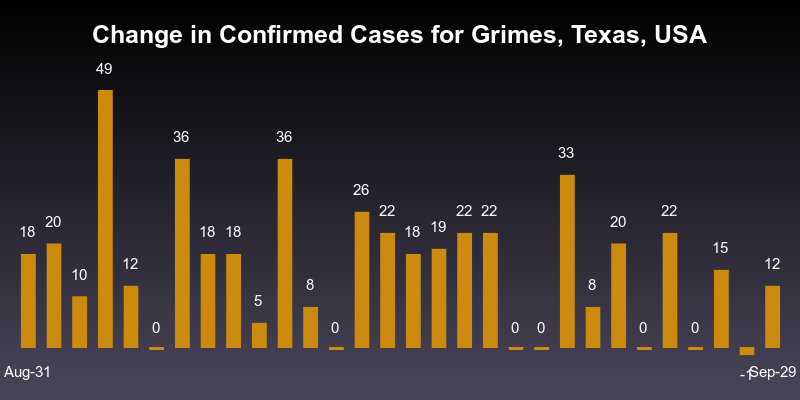 Change in Confirmed Cases for Grimes, Texas, USA
18 20 10 49 12 0 36 18 18 5 36 8 0 26 22 18 19 22 22 0 0 33 8 20 0 22 0 15 -1 12
Aug-31 Sep-29